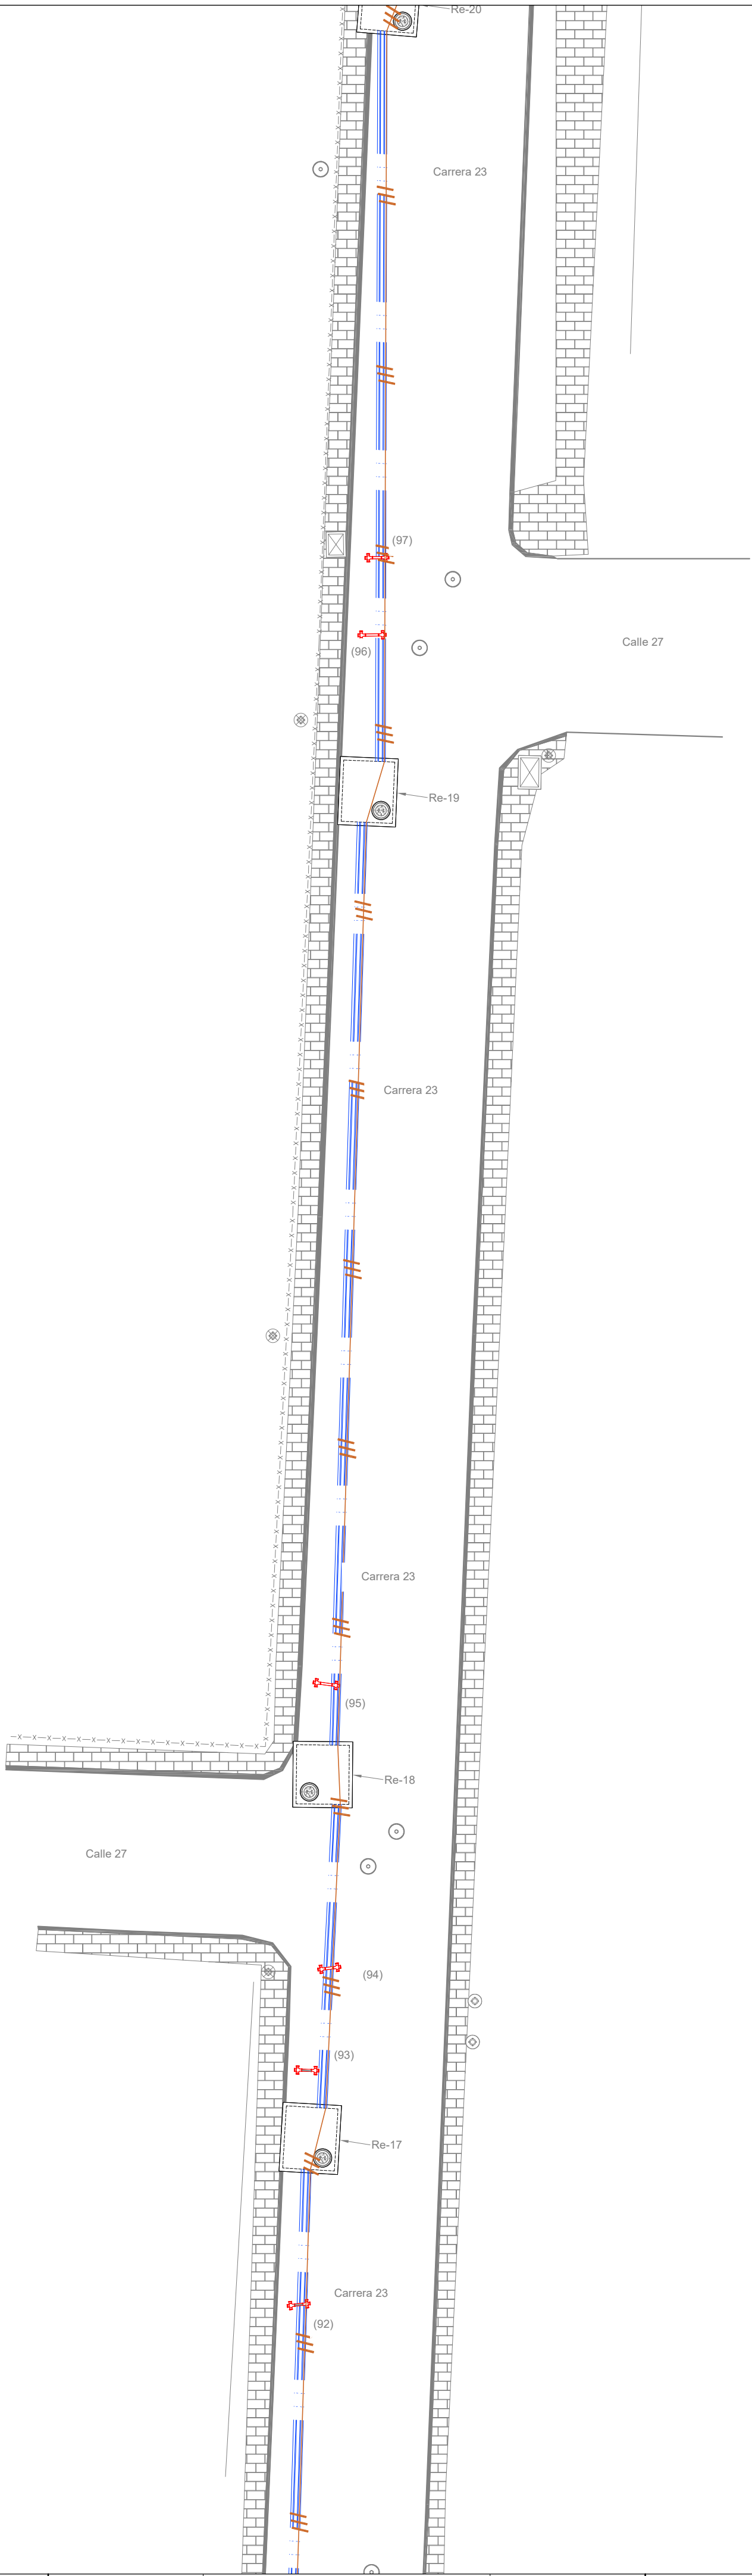 Re-20
Carrera 23
(97)
Calle 27
(96)
Re-19
Carrera 23
Carrera 23
(95)
Re-18
Calle 27
(94)
(93)
Re-17
Carrera 23
(92)